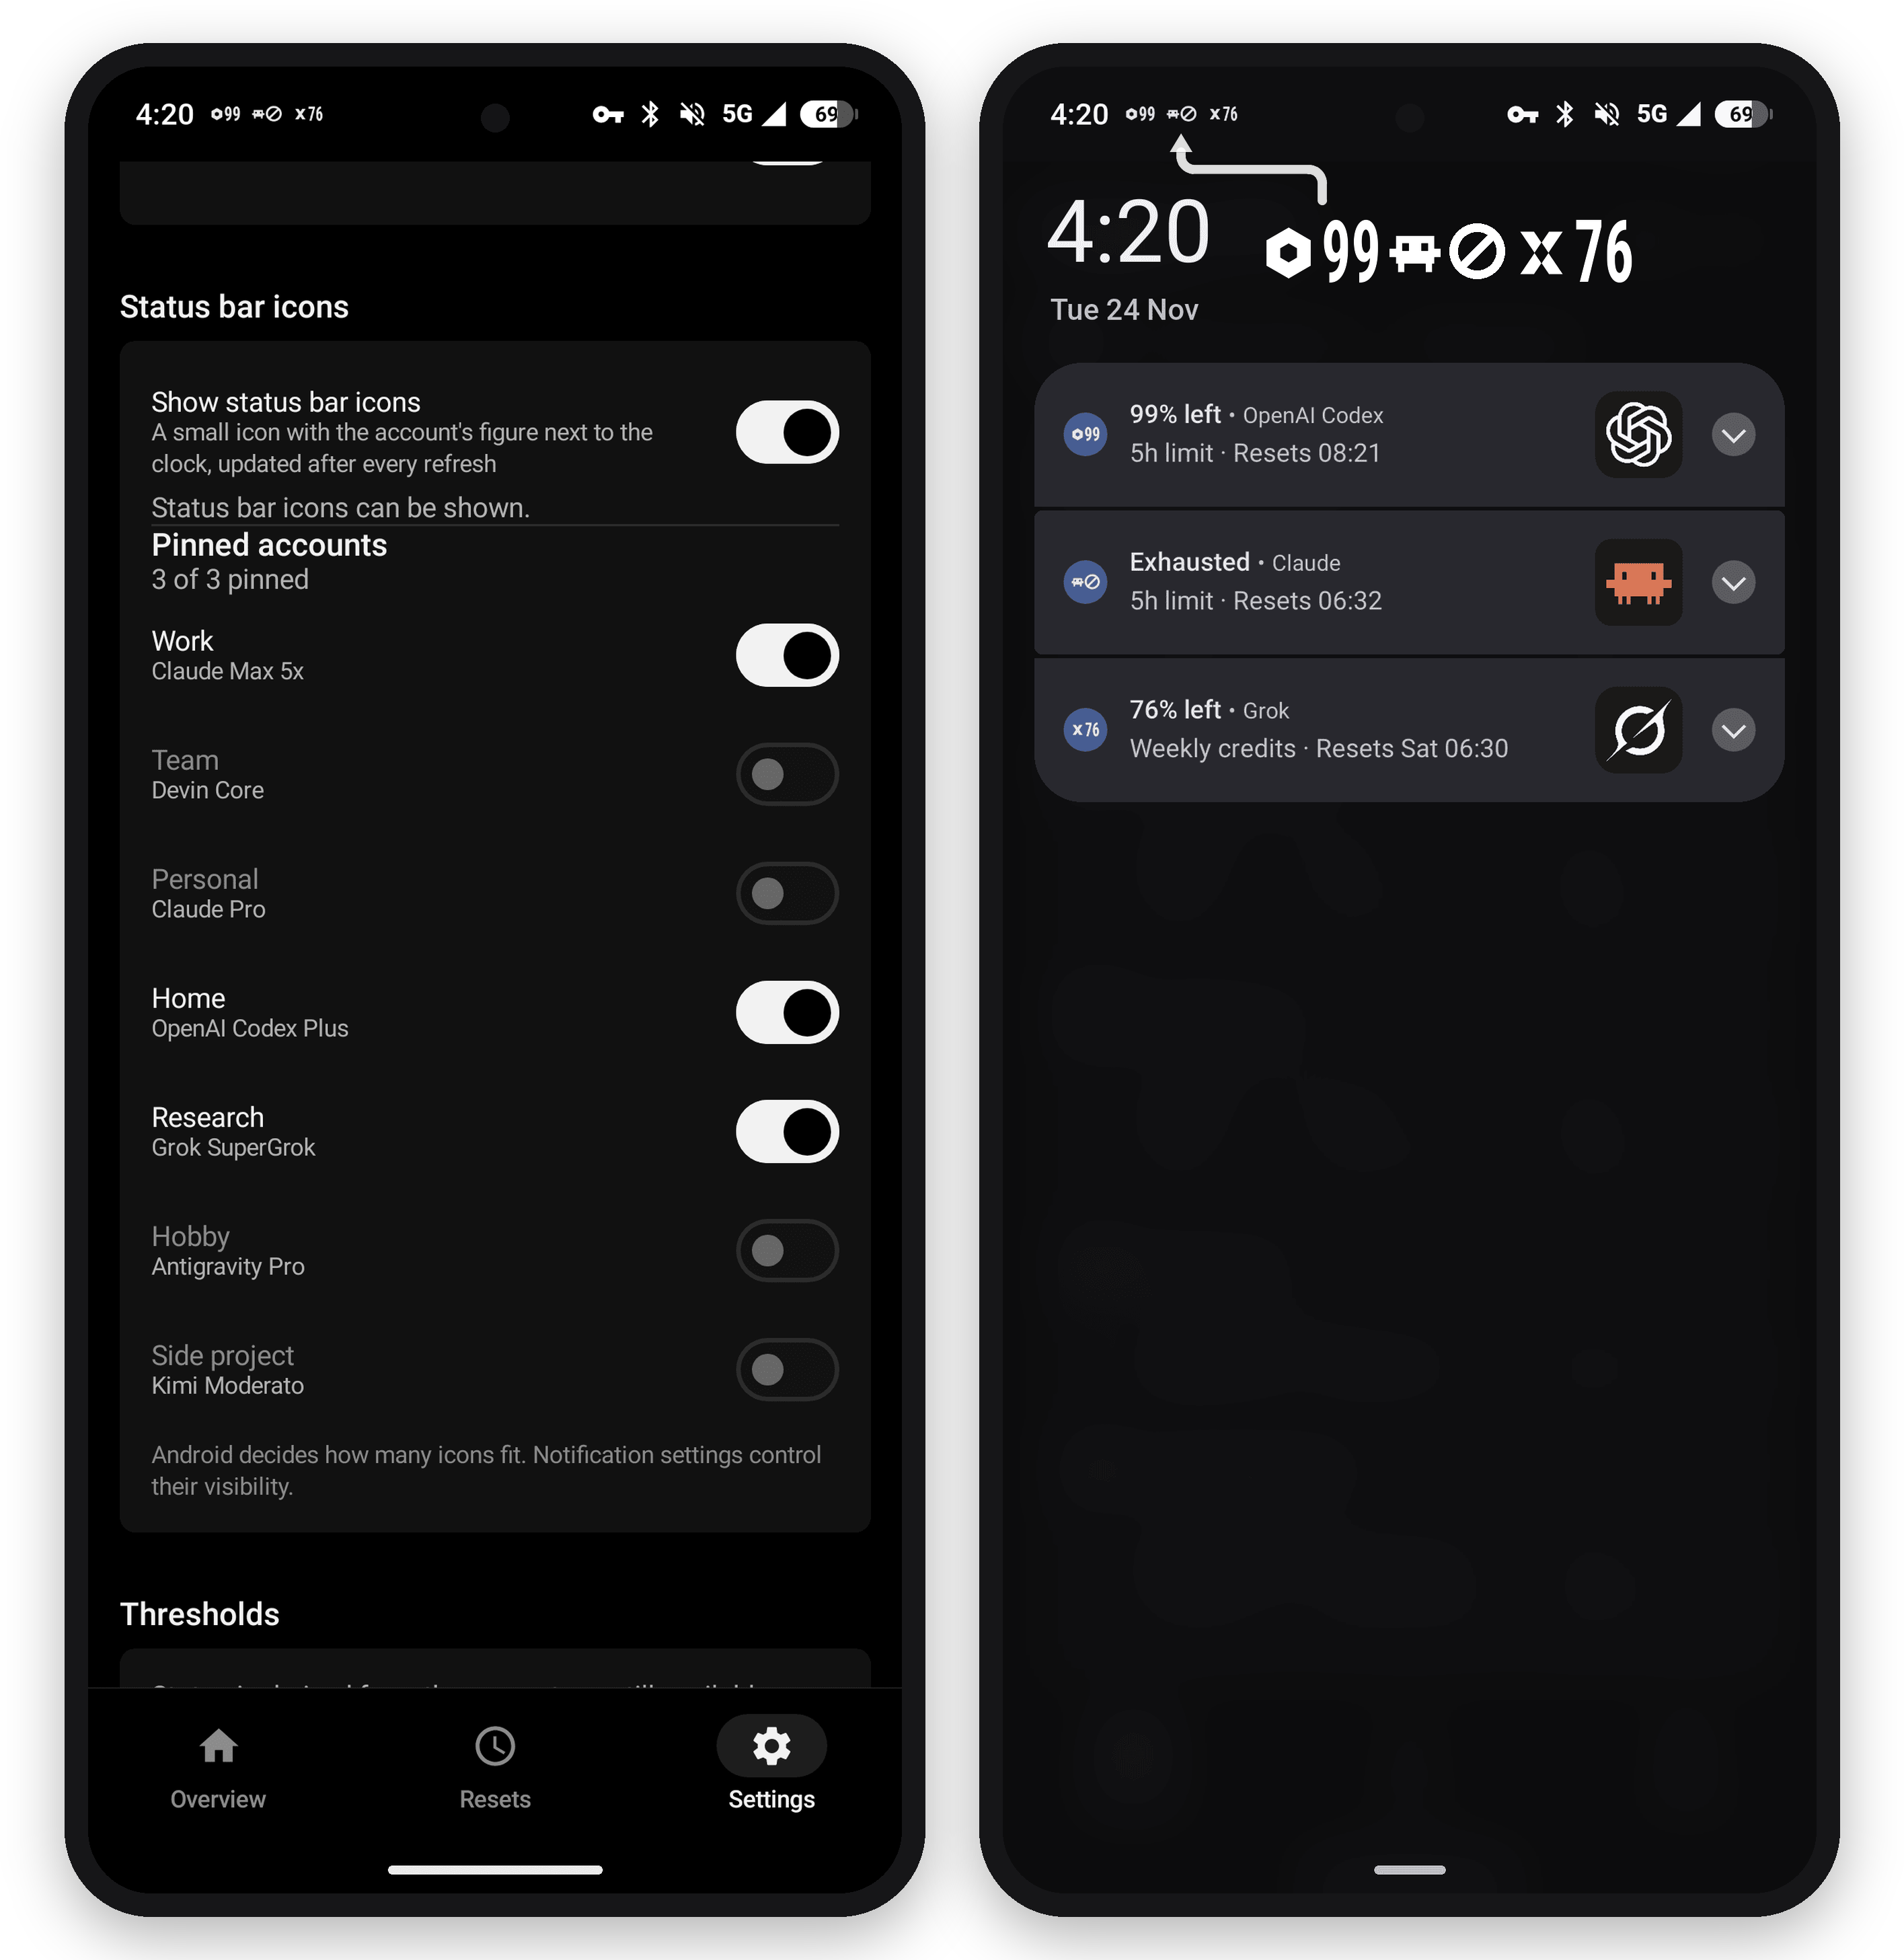 4:20 99 x 76 5G 69
Status bar icons
Show status bar icons
A small icon with the account's figure next to the
clock, updated after every refresh
Status bar icons can be shown.
Pinned accounts
3 of 3 pinned
Work
Claude Max 5x
Team
Devin Core
Personal
Claude Pro
Home
OpenAI Codex Plus
Research
Grok SuperGrok
Hobby
Antigravity Pro
Side project
Kimi Moderato
Android decides how many icons fit. Notification settings control
their visibility.
Thresholds
Overview
Resets
Settings
4:20 99 x 76 5G 69
4:20 99 x 76
Tue 24 Nov
99 99% left • OpenAI Codex
5h limit · Resets 08:21
Exhausted • Claude
5h limit · Resets 06:32
x 76 76% left • Grok
Weekly credits · Resets Sat 06:30